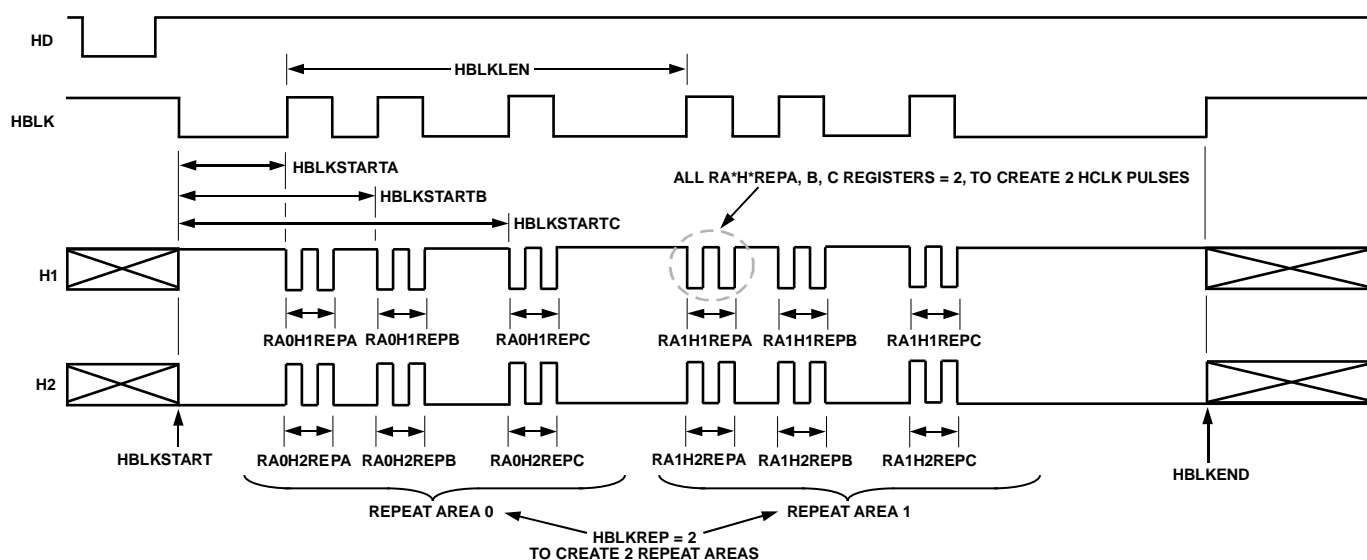 HD
HBLKLEN
HBLK
HBLKSTARTA
ALL RA*H*REPA, B, C REGISTERS = 2, TO CREATE 2 HCLK PULSES
HBLKSTARTB
HBLKSTARTC
H1
RA0H1REPA RA0H1REPB RA0H1REPC RA1H1REPA RA1H1REPB RA1H1REPC
H2
RA0H2REPA RA0H2REPB RA0H2REPC RA1H2REPA RA1H2REPB RA1H2REPC
HBLKSTART
HBLKEND
REPEAT AREA 0 REPEAT AREA 1
HBLKREP = 2
TO CREATE 2 REPEAT AREAS